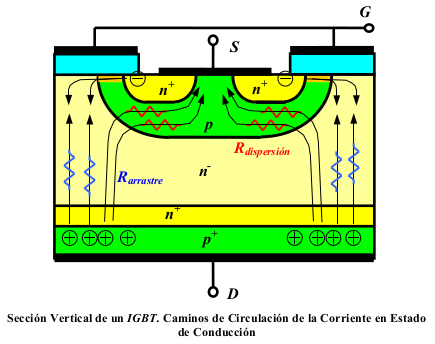 G
S
n+ n+
p
Rdispersión
Rarrastre
n-
n+
p+
D
Sección Vertical de un IGBT. Caminos de Circulación de la Corriente en Estado
de Conducción